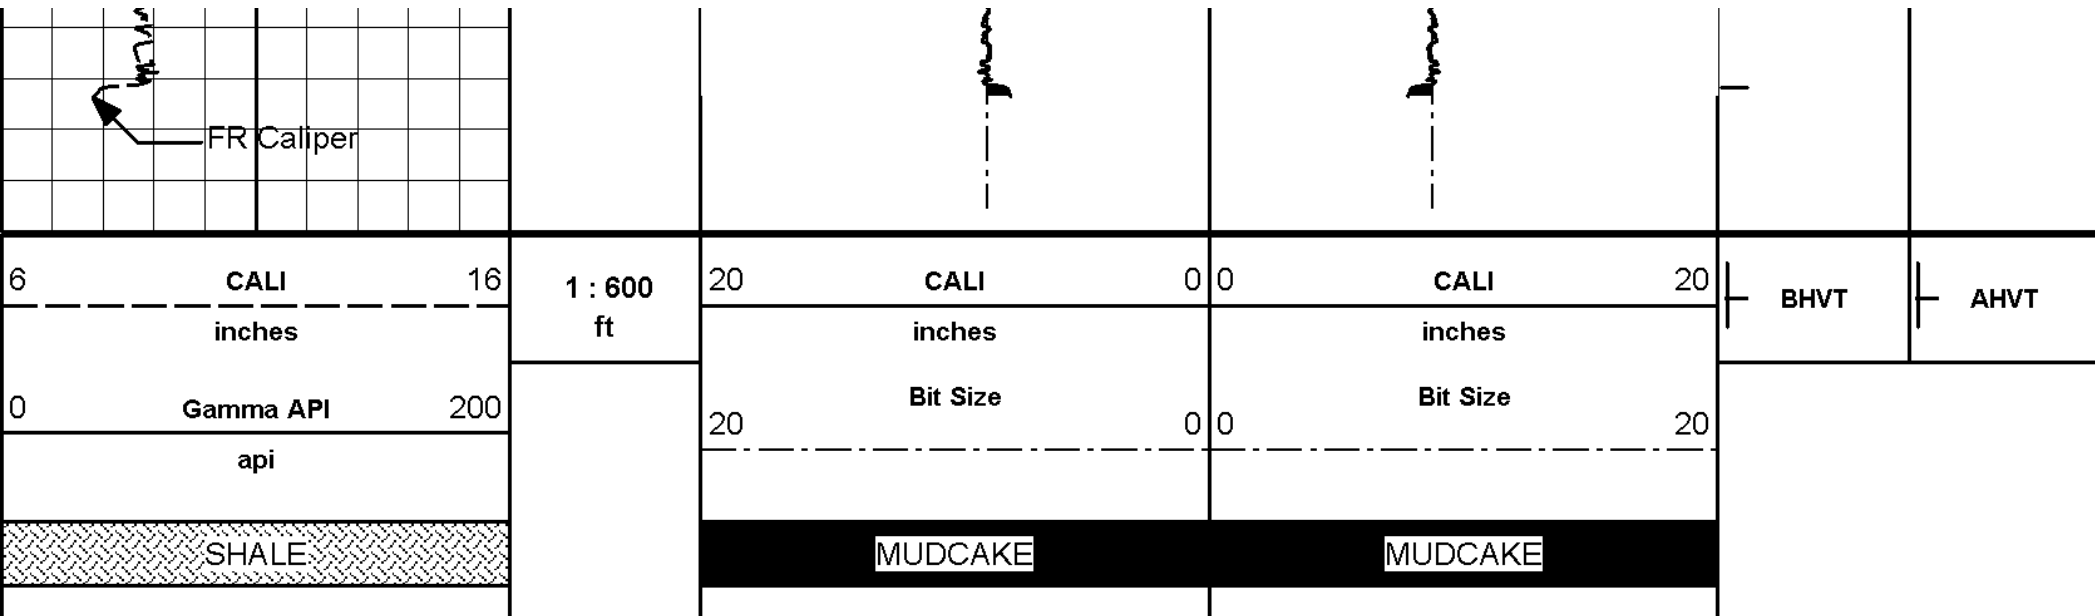 FR Caliper
6 CALI 16
inches
0 Gamma API 200
api
SHALE
1 : 600
ft
20 CALI 0
inches
Bit Size
20 0
MUDCAKE
0 CALI 20
inches
Bit Size
0 20
MUDCAKE
BHVT
AHVT